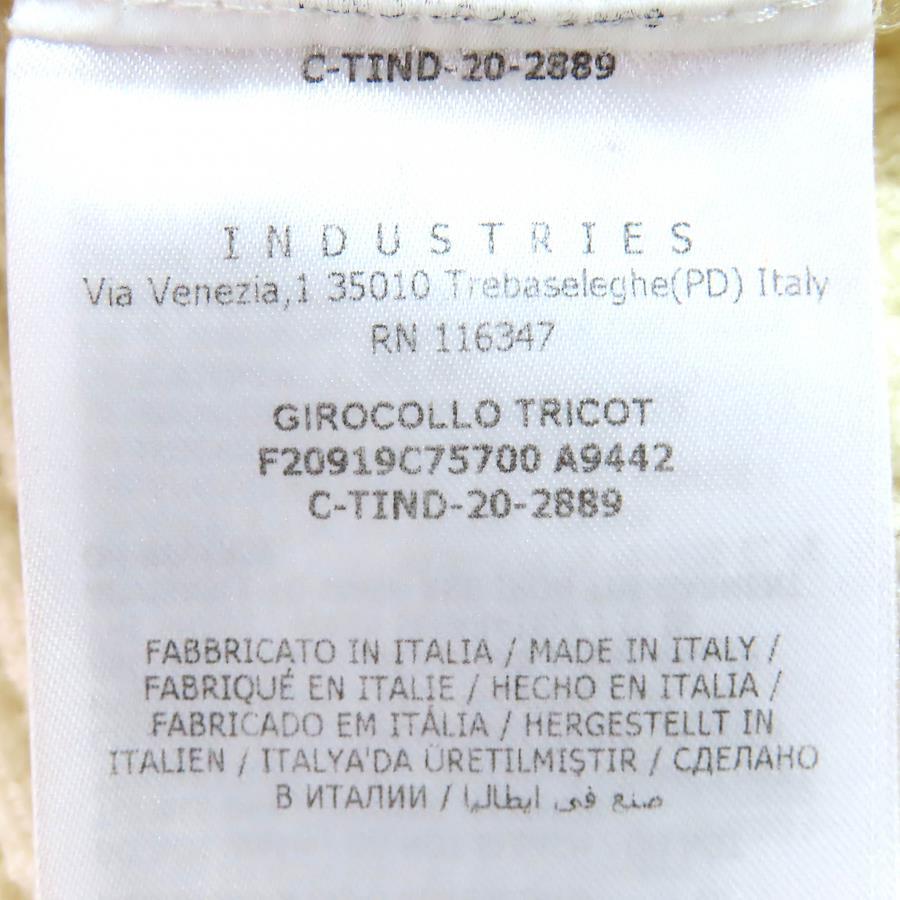 C-TIND-20-2889
INDUSTRIES
Via Venezia,1 35010 Trebaseleghe(PD) Italy
RN 116347
GIROCOLLO TRICOT
F20919C75700 A9442
C-TIND-20-2889
FABBRICATO IN ITALIA / MADE IN ITALY /
FABRIQUÉ EN ITALIE / HECHO EN ITALIA /
FABRICADO EM ITÁLIA / HERGESTELLT IN
ITALIEN / ITALYA'DA ÜRETILMIŞTIR / СДЕЛАНО
В ИТАЛИИ / صنع في ايطاليا